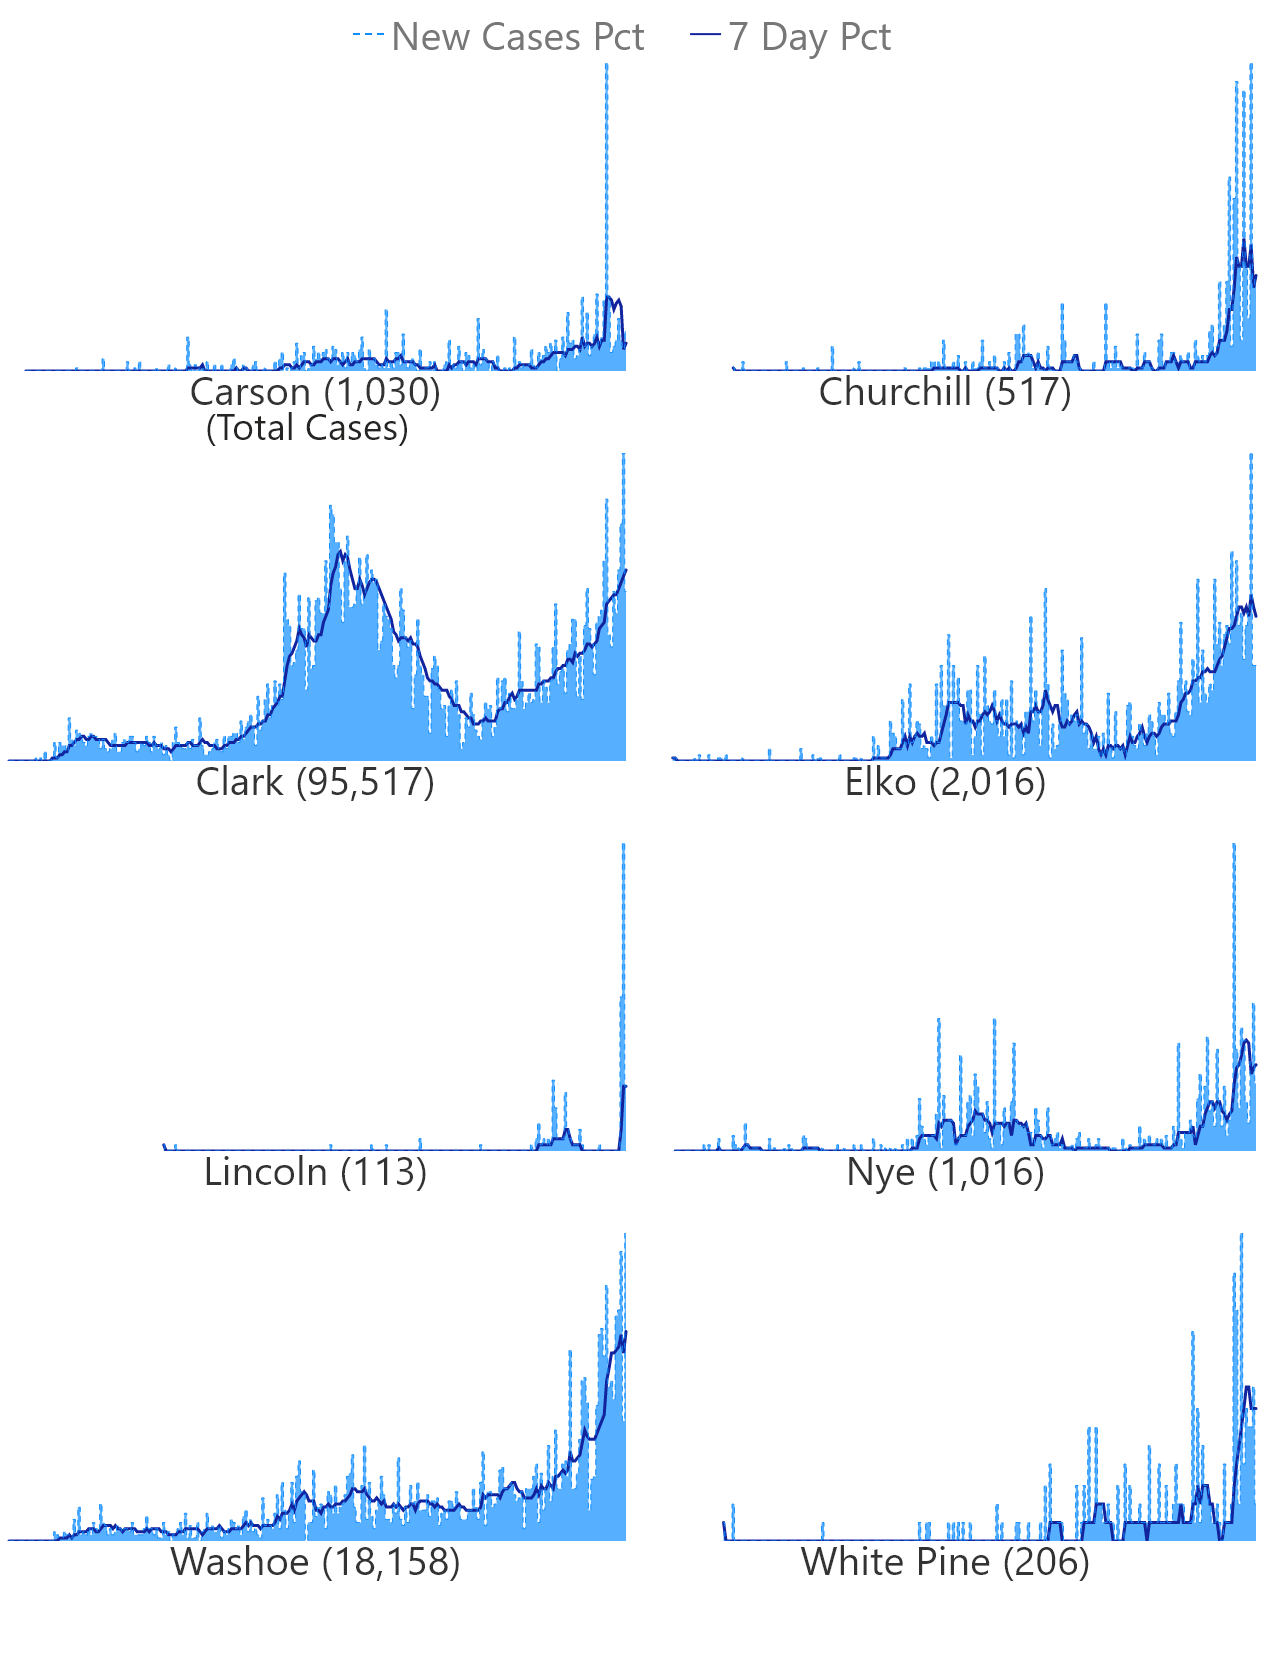 New Cases Pct 7 Day Pct
Carson (1,030) Churchill (517)
(Total Cases)
Clark (95,517) Elko (2,016)
Lincoln (113) Nye (1,016)
Washoe (18,158) White Pine (206)